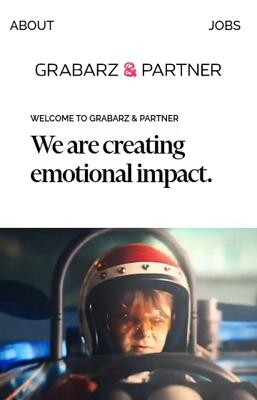 ABOUT
JOBS
GRABARZ & PARTNER
WELCOME TO GRABARZ & PARTNER
We are creating
emotional impact.